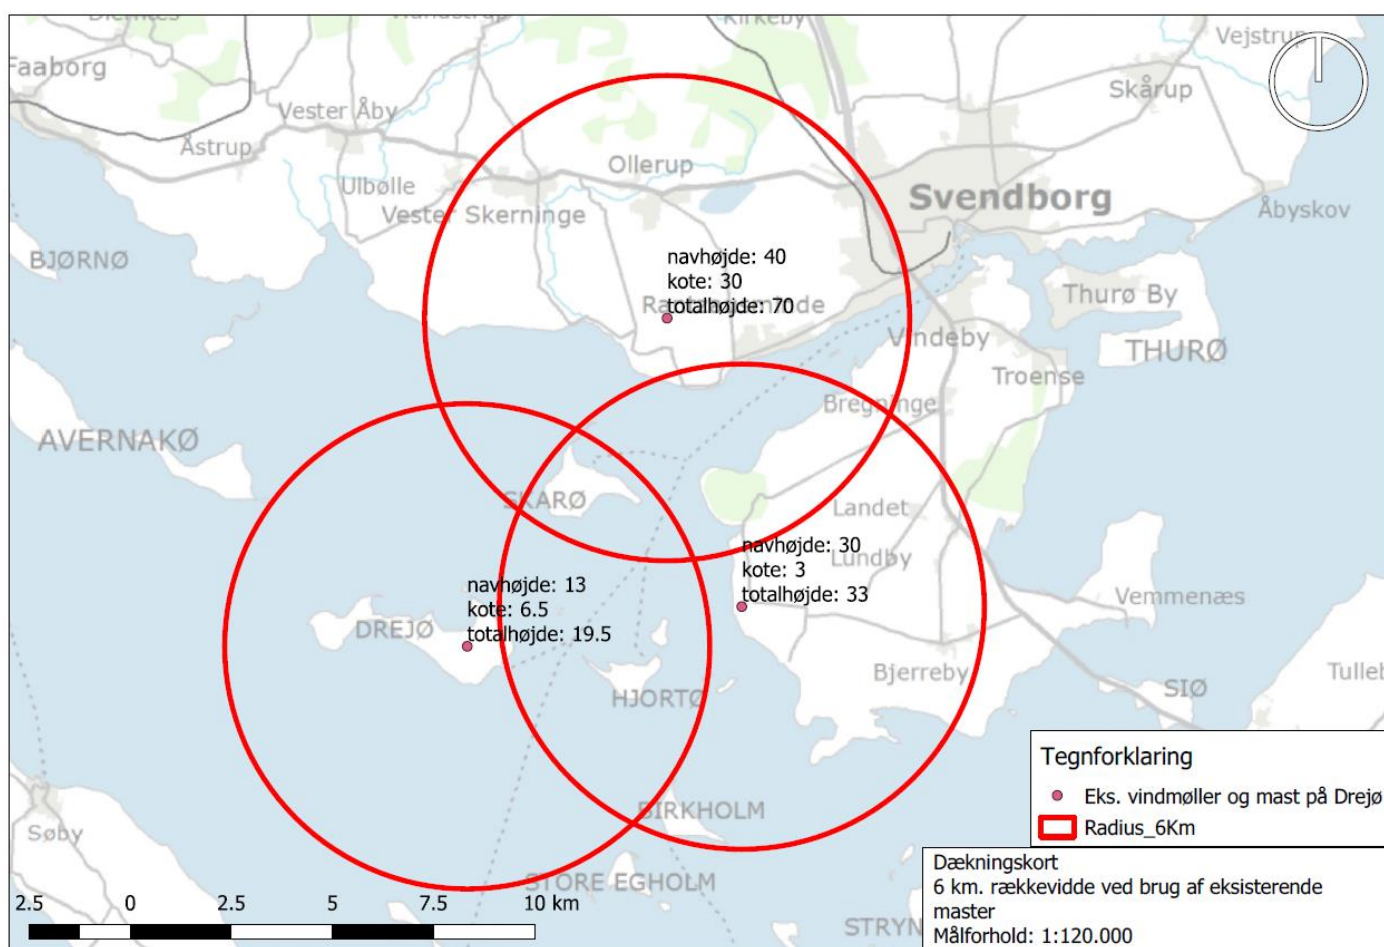 Kirkeby
Vejstrup
Faaborg
Skårup
Vester Åby
Åstrup
Ollerup
Ulbølle
Svendborg
Vester Skerninge
Åbyskov
BJØRNØ
navhøjde: 40
kote: 30
totalhøjde: 70
Thurø By
Vindeby
THURØ
Troense
Bregninge
AVERNAKØ
SKARØ
Landet
navhøjde: 30
kote: 3
totalhøjde: 33
Lundby
navhøjde: 13
kote: 6.5
totalhøjde: 19.5
DREJØ
Vemmenæs
Bjerreby
SIØ
HJORTØ
BIRKHOLM
Søby
STORE EGHOLM
STRYN
Tegnforklaring
Eks. vindmøller og mast på Drejø
Radius_6Km
Dækningskort
6 km. rækkevidde ved brug af eksisterende
master
Målforhold: 1:120.000
2.5 0 2.5 5 7.5 10 km